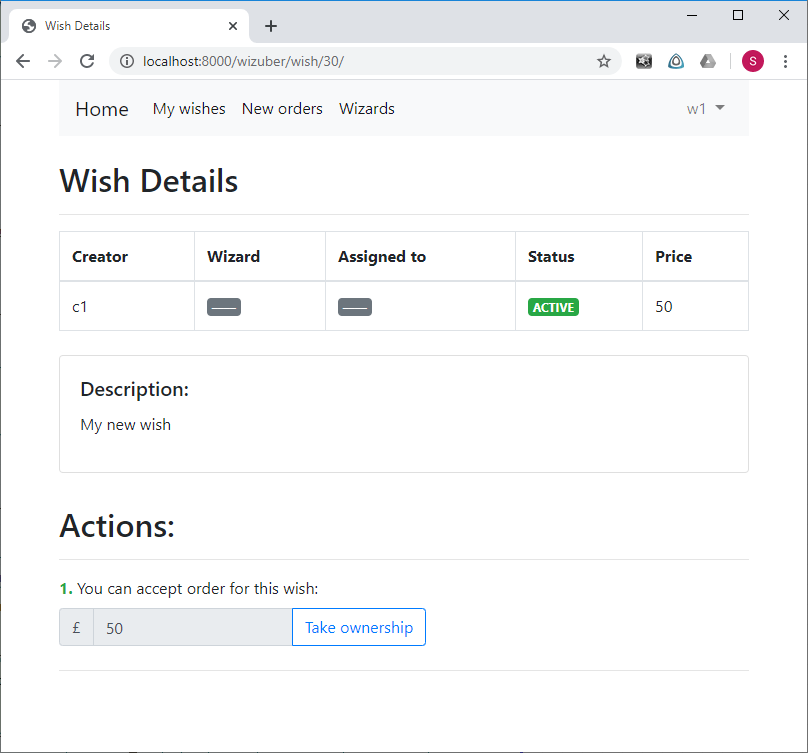 Wish Details
localhost:8000/wizuber/wish/30/
S
Home My wishes New orders Wizards w1
Wish Details
Creator Wizard Assigned to Status Price
c1 —— —— ACTIVE 50
Description:
My new wish
Actions:
1. You can accept order for this wish:
£ 50 Take ownership